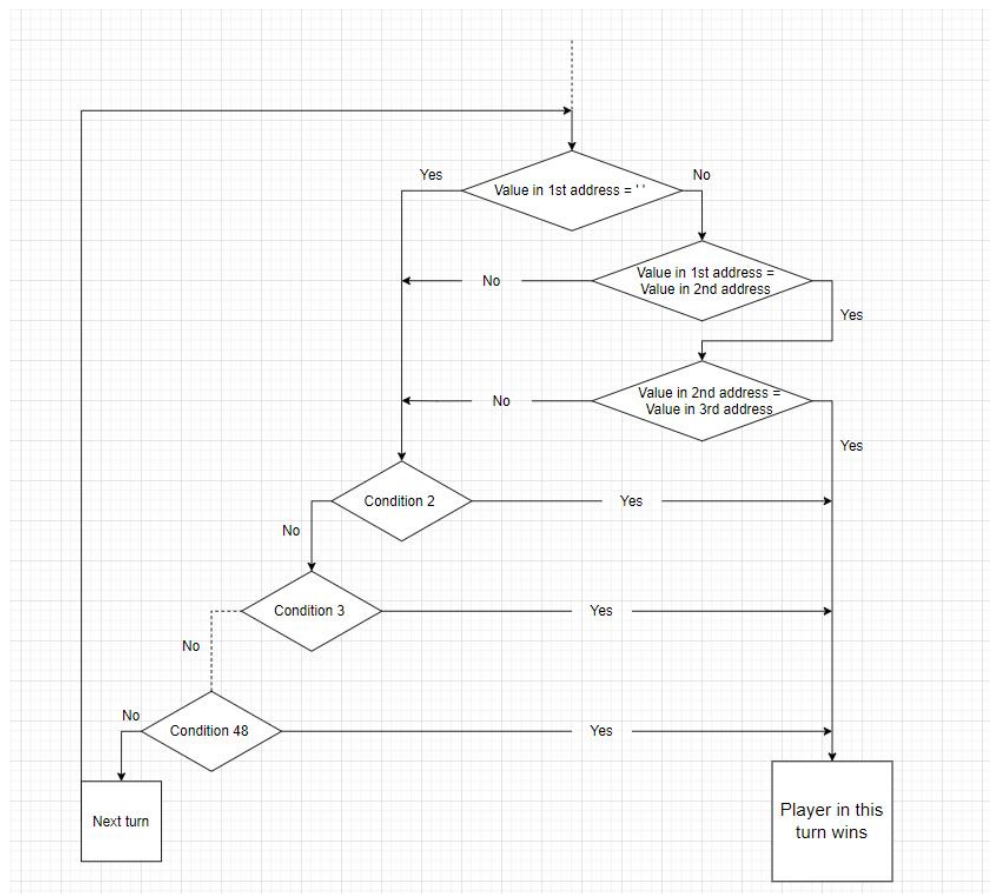 Yes
Value in 1st address = ' '
No
Value in 1st address =
Value in 2nd address
No
Yes
Value in 2nd address =
Value in 3rd address
No
Yes
Condition 2
Yes
No
Condition 3
Yes
No
No
Condition 48
Yes
Next turn
Player in this
turn wins